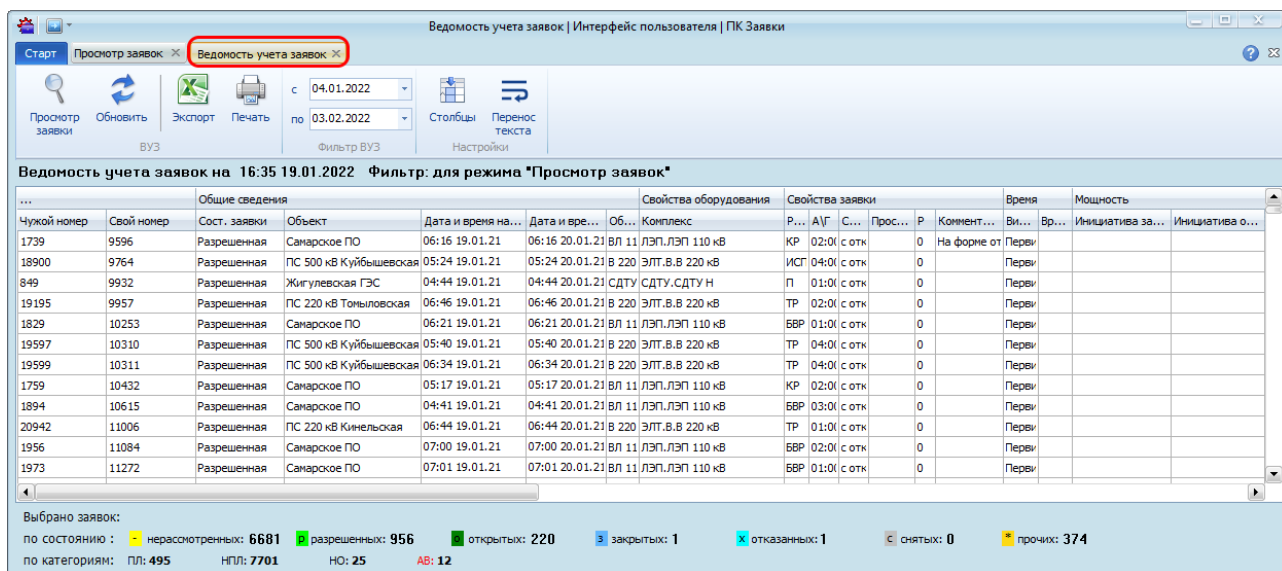 Ведомость учета заявок | Интерфейс пользователя | ПК Заявки
Старт Просмотр заявок Ведомость учета заявок
с 04.01.2022
по 03.02.2022
Просмотр заявки Обновить Экспорт Печать Столбцы Перенос текста
ВУЗ Фильтр ВУЗ Настройки
Ведомость учета заявок на 16:35 19.01.2022 Фильтр: для режима "Просмотр заявок"
... Общие сведения Свойства оборудования Свойства заявки Время Мощность
Чужой номер Свой номер Сост. заявки Объект Дата и время на... Дата и вре... Об... Комплекс Р... А\Г С... Прос... Р Коммент... Ви... Вр... Инициатива за... Инициатива о...
1739 9596 Разрешенная Самарское ПО 06:16 19.01.21 06:16 20.01.21 ВЛ 11 ЛЭП.ЛЭП 110 кВ КР 02:0( с отк 0 На форме от Перви
18900 9764 Разрешенная ПС 500 кВ Куйбышевская 05:24 19.01.21 05:24 20.01.21 В 220 ЭЛТ.В.В 220 кВ ИСП 04:0( с отк 0 Перви
849 9932 Разрешенная Жигулевская ГЭС 04:44 19.01.21 04:44 20.01.21 СДТУ СДТУ.СДТУ Н П 01:0( с отк 0 Перви
19195 9957 Разрешенная ПС 220 кВ Томыловская 06:46 19.01.21 06:46 20.01.21 В 220 ЭЛТ.В.В 220 кВ ТР 02:0( с отк 0 Перви
1829 10253 Разрешенная Самарское ПО 06:21 19.01.21 06:21 20.01.21 ВЛ 11 ЛЭП.ЛЭП 110 кВ БВР 01:0( с отк 0 Перви
19597 10310 Разрешенная ПС 500 кВ Куйбышевская 05:40 19.01.21 05:40 20.01.21 В 220 ЭЛТ.В.В 220 кВ ТР 04:0( с отк 0 Перви
19599 10311 Разрешенная ПС 500 кВ Куйбышевская 06:34 19.01.21 06:34 20.01.21 В 220 ЭЛТ.В.В 220 кВ ТР 04:0( с отк 0 Перви
1759 10432 Разрешенная Самарское ПО 05:17 19.01.21 05:17 20.01.21 ВЛ 11 ЛЭП.ЛЭП 110 кВ КР 02:0( с отк 0 Перви
1894 10615 Разрешенная Самарское ПО 04:41 19.01.21 04:41 20.01.21 ВЛ 11 ЛЭП.ЛЭП 110 кВ БВР 03:0( с отк 0 Перви
20942 11006 Разрешенная ПС 220 кВ Кинельская 06:44 19.01.21 06:44 20.01.21 В 220 ЭЛТ.В.В 220 кВ ТР 01:0( с отк 0 Перви
1956 11084 Разрешенная Самарское ПО 07:00 19.01.21 07:00 20.01.21 ВЛ 11 ЛЭП.ЛЭП 110 кВ БВР 02:0( с отк 0 Перви
1973 11272 Разрешенная Самарское ПО 07:01 19.01.21 07:01 20.01.21 ВЛ 11 ЛЭП.ЛЭП 110 кВ БВР 01:0( с отк 0 Перви
Выбрано заявок:
по состоянию : - нерассмотренных: 6681 р разрешенных: 956 о открытых: 220 з закрытых: 1 х отказанных: 1 с снятых: 0 * прочих: 374
по категориям: ПЛ: 495 НПЛ: 7701 НО: 25 АВ: 12